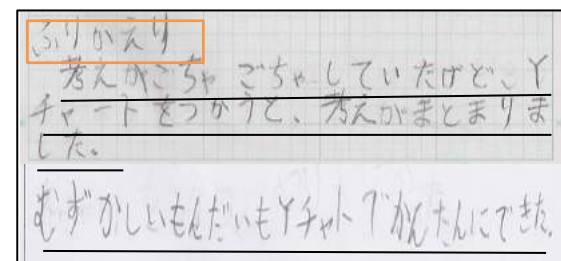 ふりかえり
考えがごちゃごちゃしていたけど、Y
チャートをつかうと、考えがまとまりま
した。
むずかしいもんだいもYチャートでかんたんにできた。